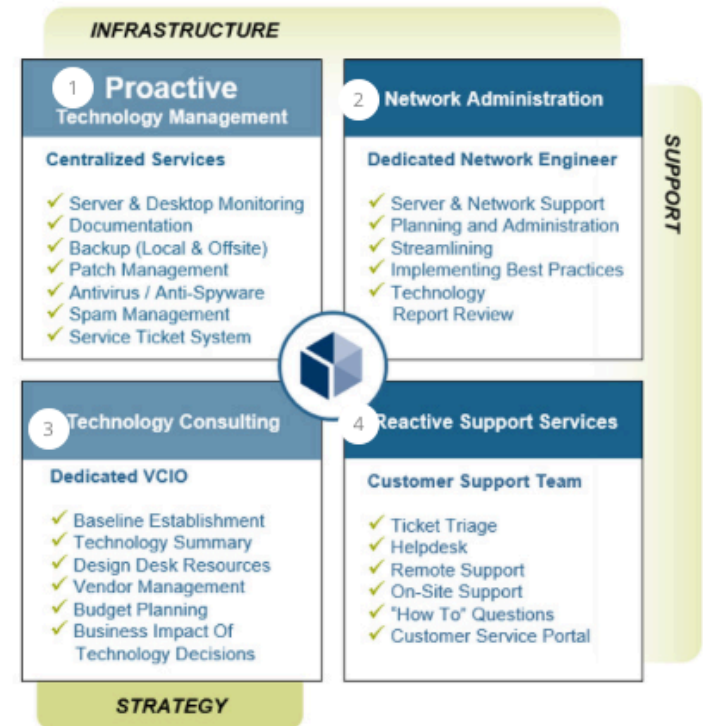 INFRASTRUCTURE
1
Proactive
Technology Management
Centralized Services
✓ Server & Desktop Monitoring
✓ Documentation
✓ Backup (Local & Offsite)
✓ Patch Management
✓ Antivirus / Anti-Spyware
✓ Spam Management
✓ Service Ticket System
2
Network Administration
Dedicated Network Engineer
✓ Server & Network Support
✓ Planning and Administration
✓ Streamlining
✓ Implementing Best Practices
✓ Technology
Report Review
SUPPORT
3
Technology Consulting
Dedicated VCIO
✓ Baseline Establishment
✓ Technology Summary
✓ Design Desk Resources
✓ Vendor Management
✓ Budget Planning
✓ Business Impact Of
Technology Decisions
4
Reactive Support Services
Customer Support Team
✓ Ticket Triage
✓ Helpdesk
✓ Remote Support
✓ On-Site Support
✓ "How To" Questions
✓ Customer Service Portal
STRATEGY